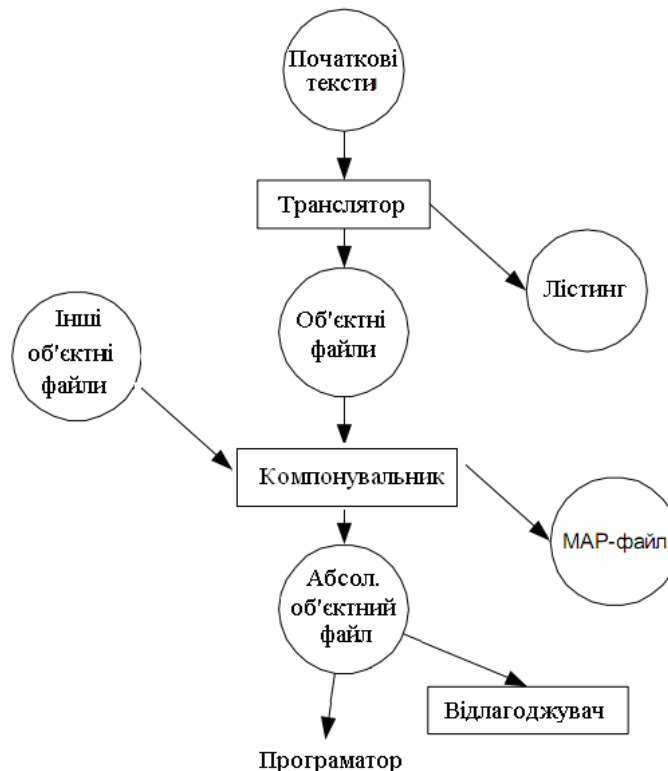 Початкові
тексти
Транслятор
Лістинг
Інші
об'єктні
файли
Об'єктні
файли
Компонувальник
MAP-файл
Абсол.
об'єктний
файл
Відлагоджувач
Програматор